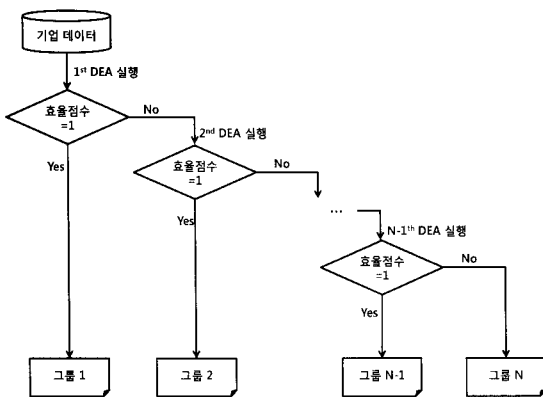 기업 데이터
1st DEA 실행
효율점수
=1
No
Yes
2nd DEA 실행
효율점수
=1
No
Yes
...
N-1th DEA 실행
효율점수
=1
No
Yes
그룹 1
그룹 2
그룹 N-1
그룹 N